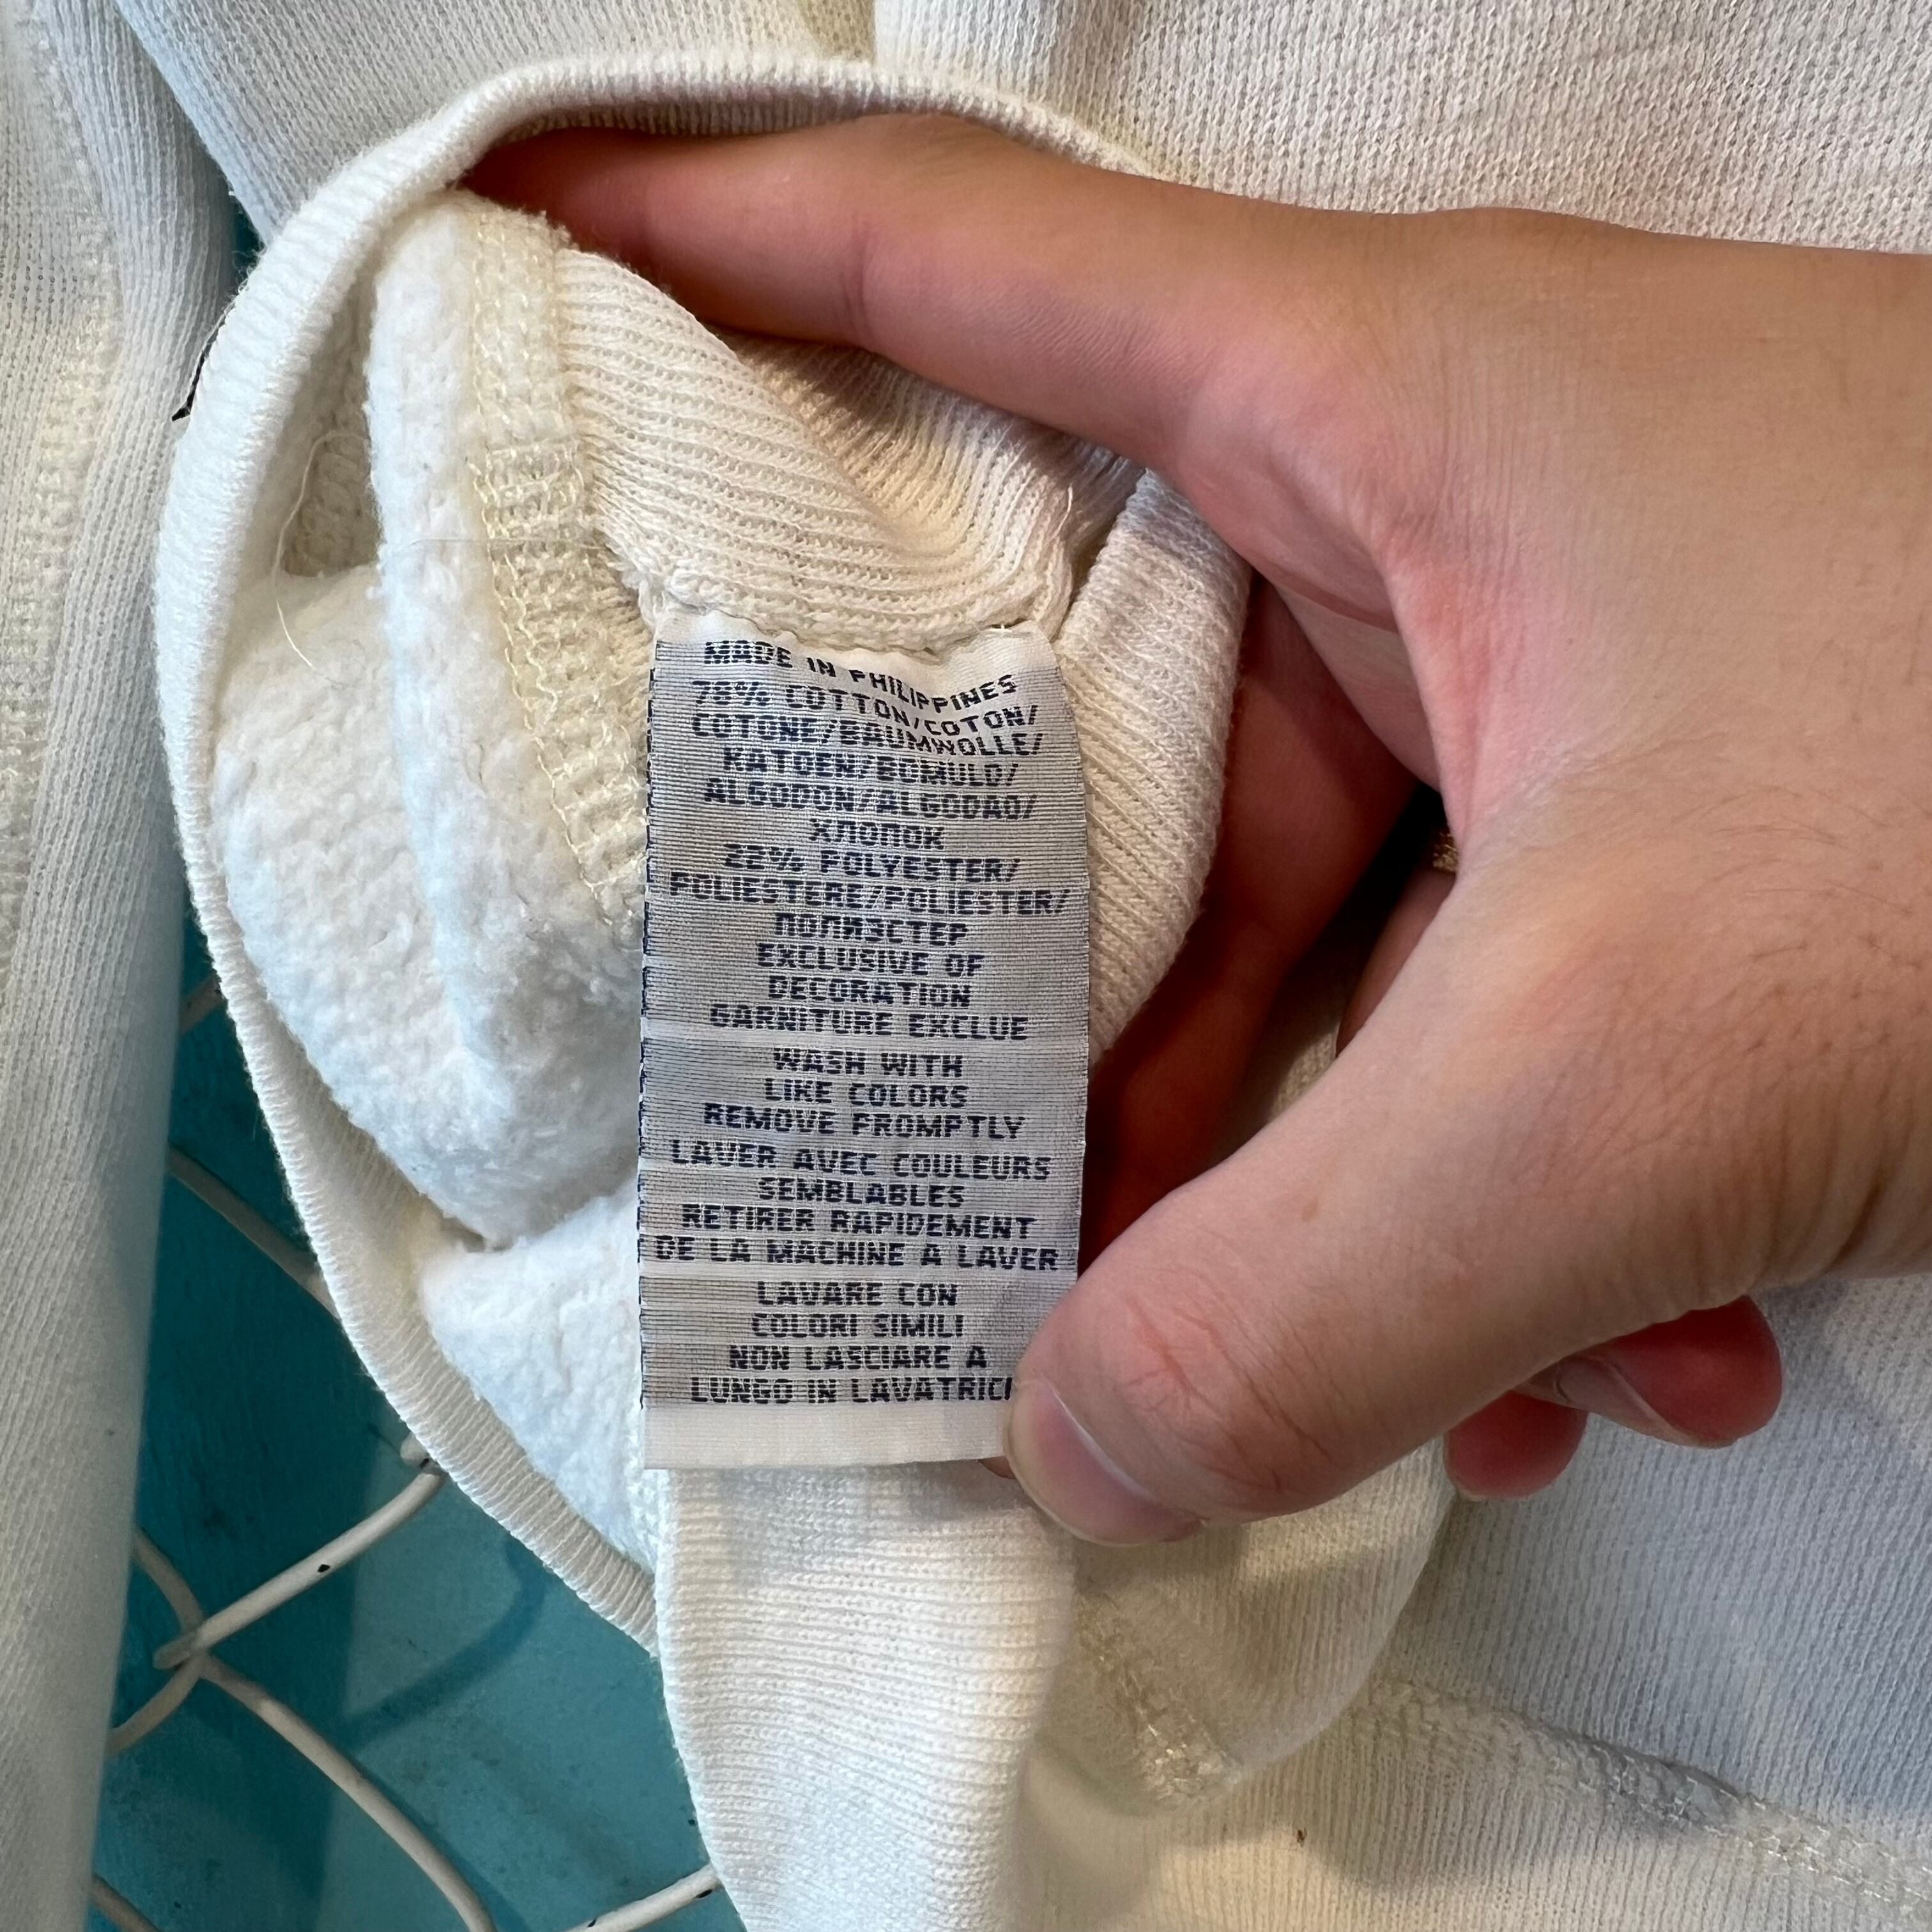 MADE IN PHILIPPINES
78% COTTON/COTON/
COTONE/BAUMWOLLE/
KATOEN/BOMULD/
ALGODON/ALGODAO/
ХЛОПОК
22% POLYESTER/
POLIESTERE/POLIESTER/
ПОЛИЭСТЕР
EXCLUSIVE OF
DECORATION
GARNITURE EXCLUE
WASH WITH
LIKE COLORS
REMOVE PROMPTLY
LAVER AVEC COULEURS
SEMBLABLES
RETIRER RAPIDEMENT
DE LA MACHINE A LAVER
LAVARE CON
COLORI SIMILI
NON LASCIARE A
LUNGO IN